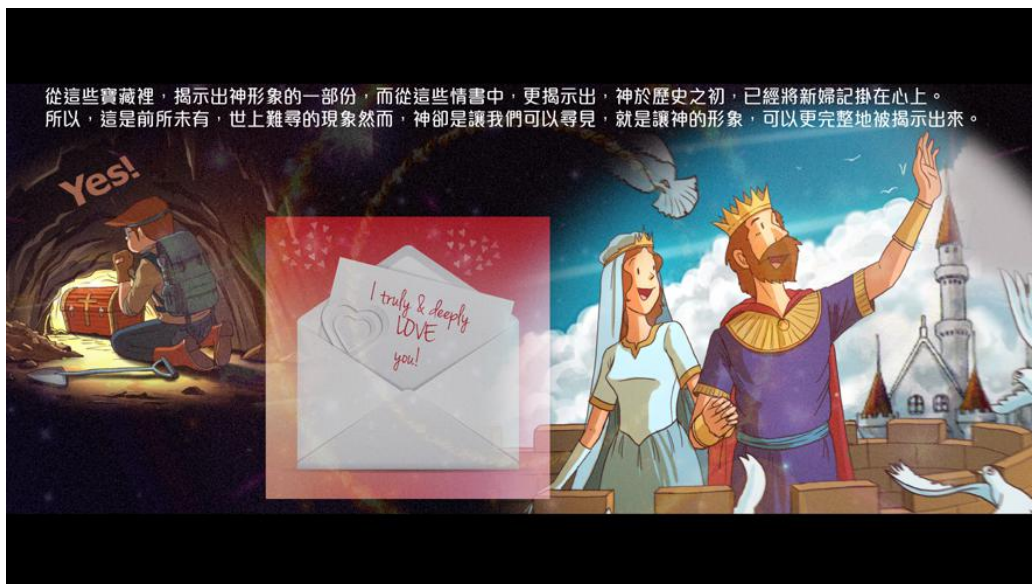 從這些寶藏裡，揭示出神形象的一部份，而從這些情書中，更揭示出，神於歷史之初，已經將新婦記掛在心上。
所以，這是前所未有，世上難尋的現象然而，神卻是讓我們可以尋見，就是讓神的形象，可以更完整地被揭示出來。
Yes!
I truly & deeply
LOVE
you!